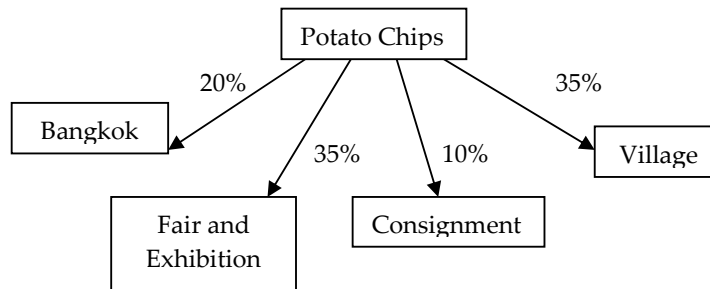 Potato Chips
20%
35%
Bangkok
35%
10%
Village
Fair and
Exhibition
Consignment